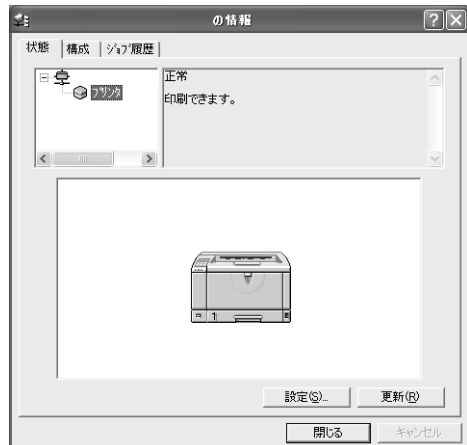 の情報
状態 構成 ジョブ履歴
プリンタ
正常
印刷できます。
1
設定(S)...
更新(R)
閉じる
キャンセル